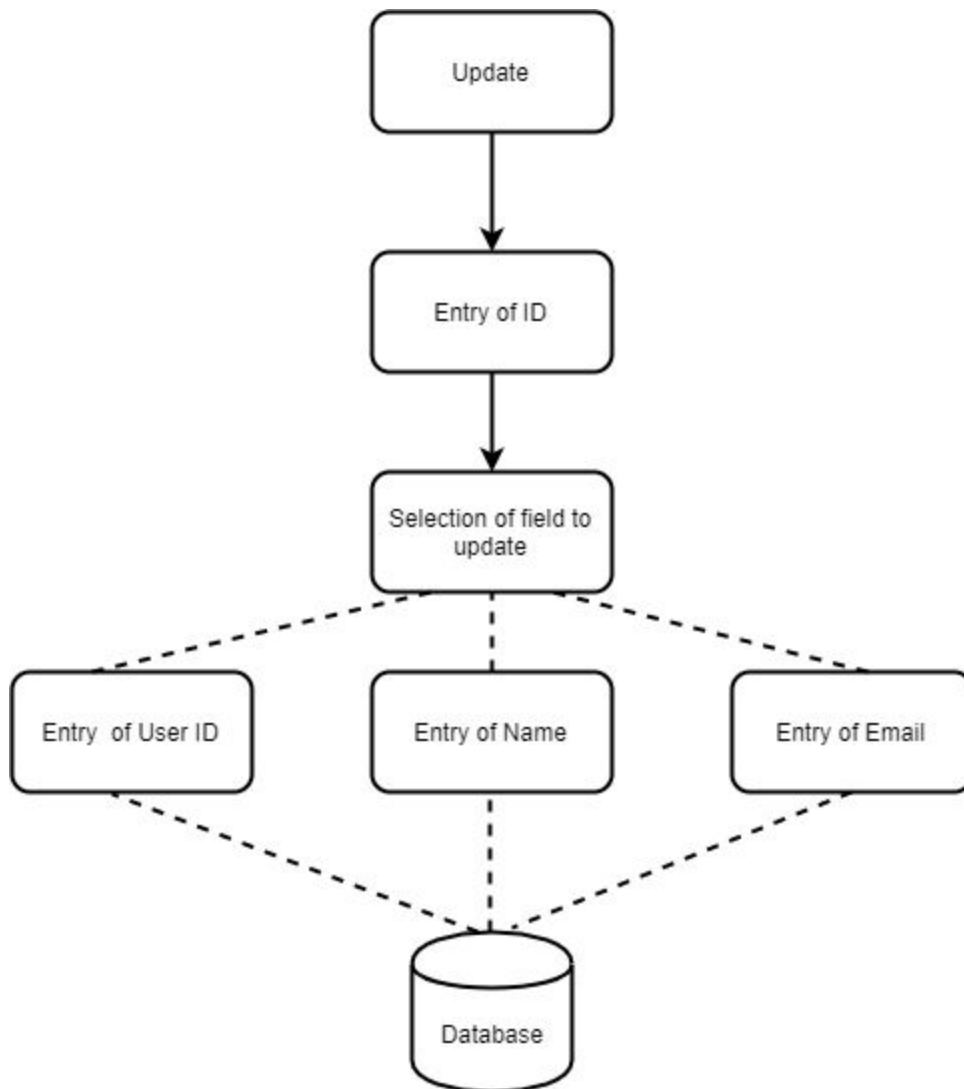 Update
Entry of ID
Selection of field to
update
Entry  of User ID
Entry of Name
Entry of Email
Database